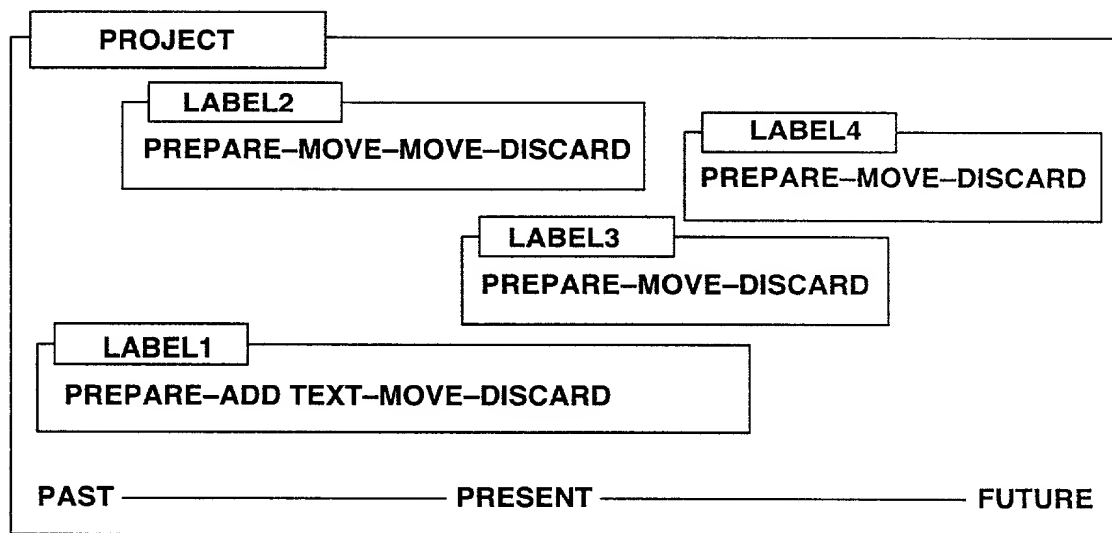 PROJECT
LABEL2
PREPARE–MOVE–MOVE–DISCARD
LABEL4
PREPARE–MOVE–DISCARD
LABEL3
PREPARE–MOVE–DISCARD
LABEL1
PREPARE–ADD TEXT–MOVE–DISCARD
PAST PRESENT FUTURE